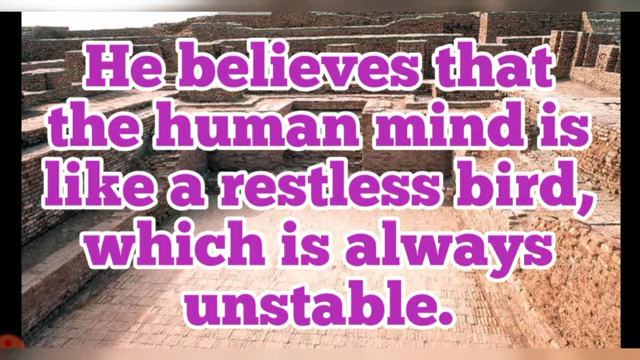 He believes that
the human mind is
like a restless bird,
which is always
unstable.